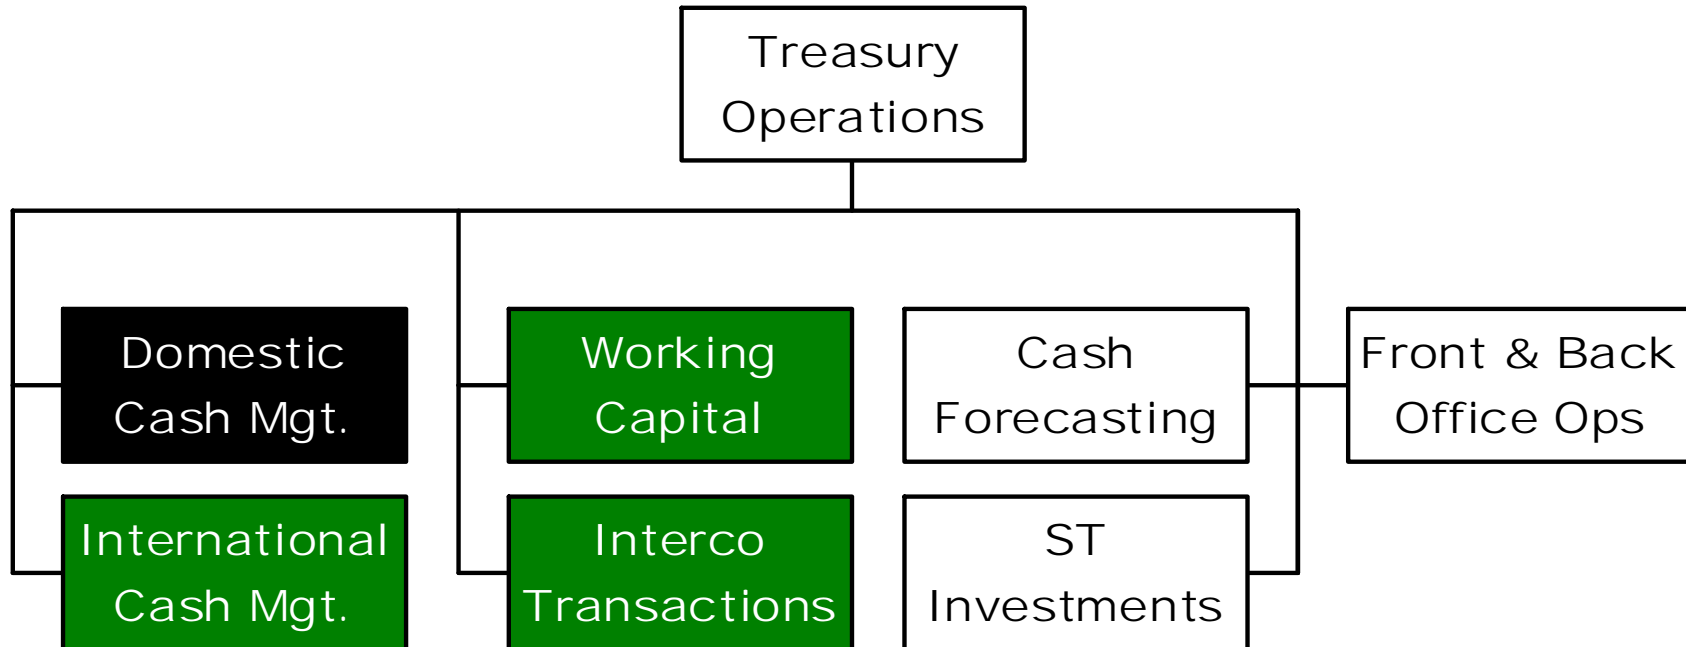 Treasury
Operations
Domestic
Cash Mgt.
Working
Capital
Cash
Forecasting
Front & Back
Office Ops
International
Cash Mgt.
Interco
Transactions
ST
Investments